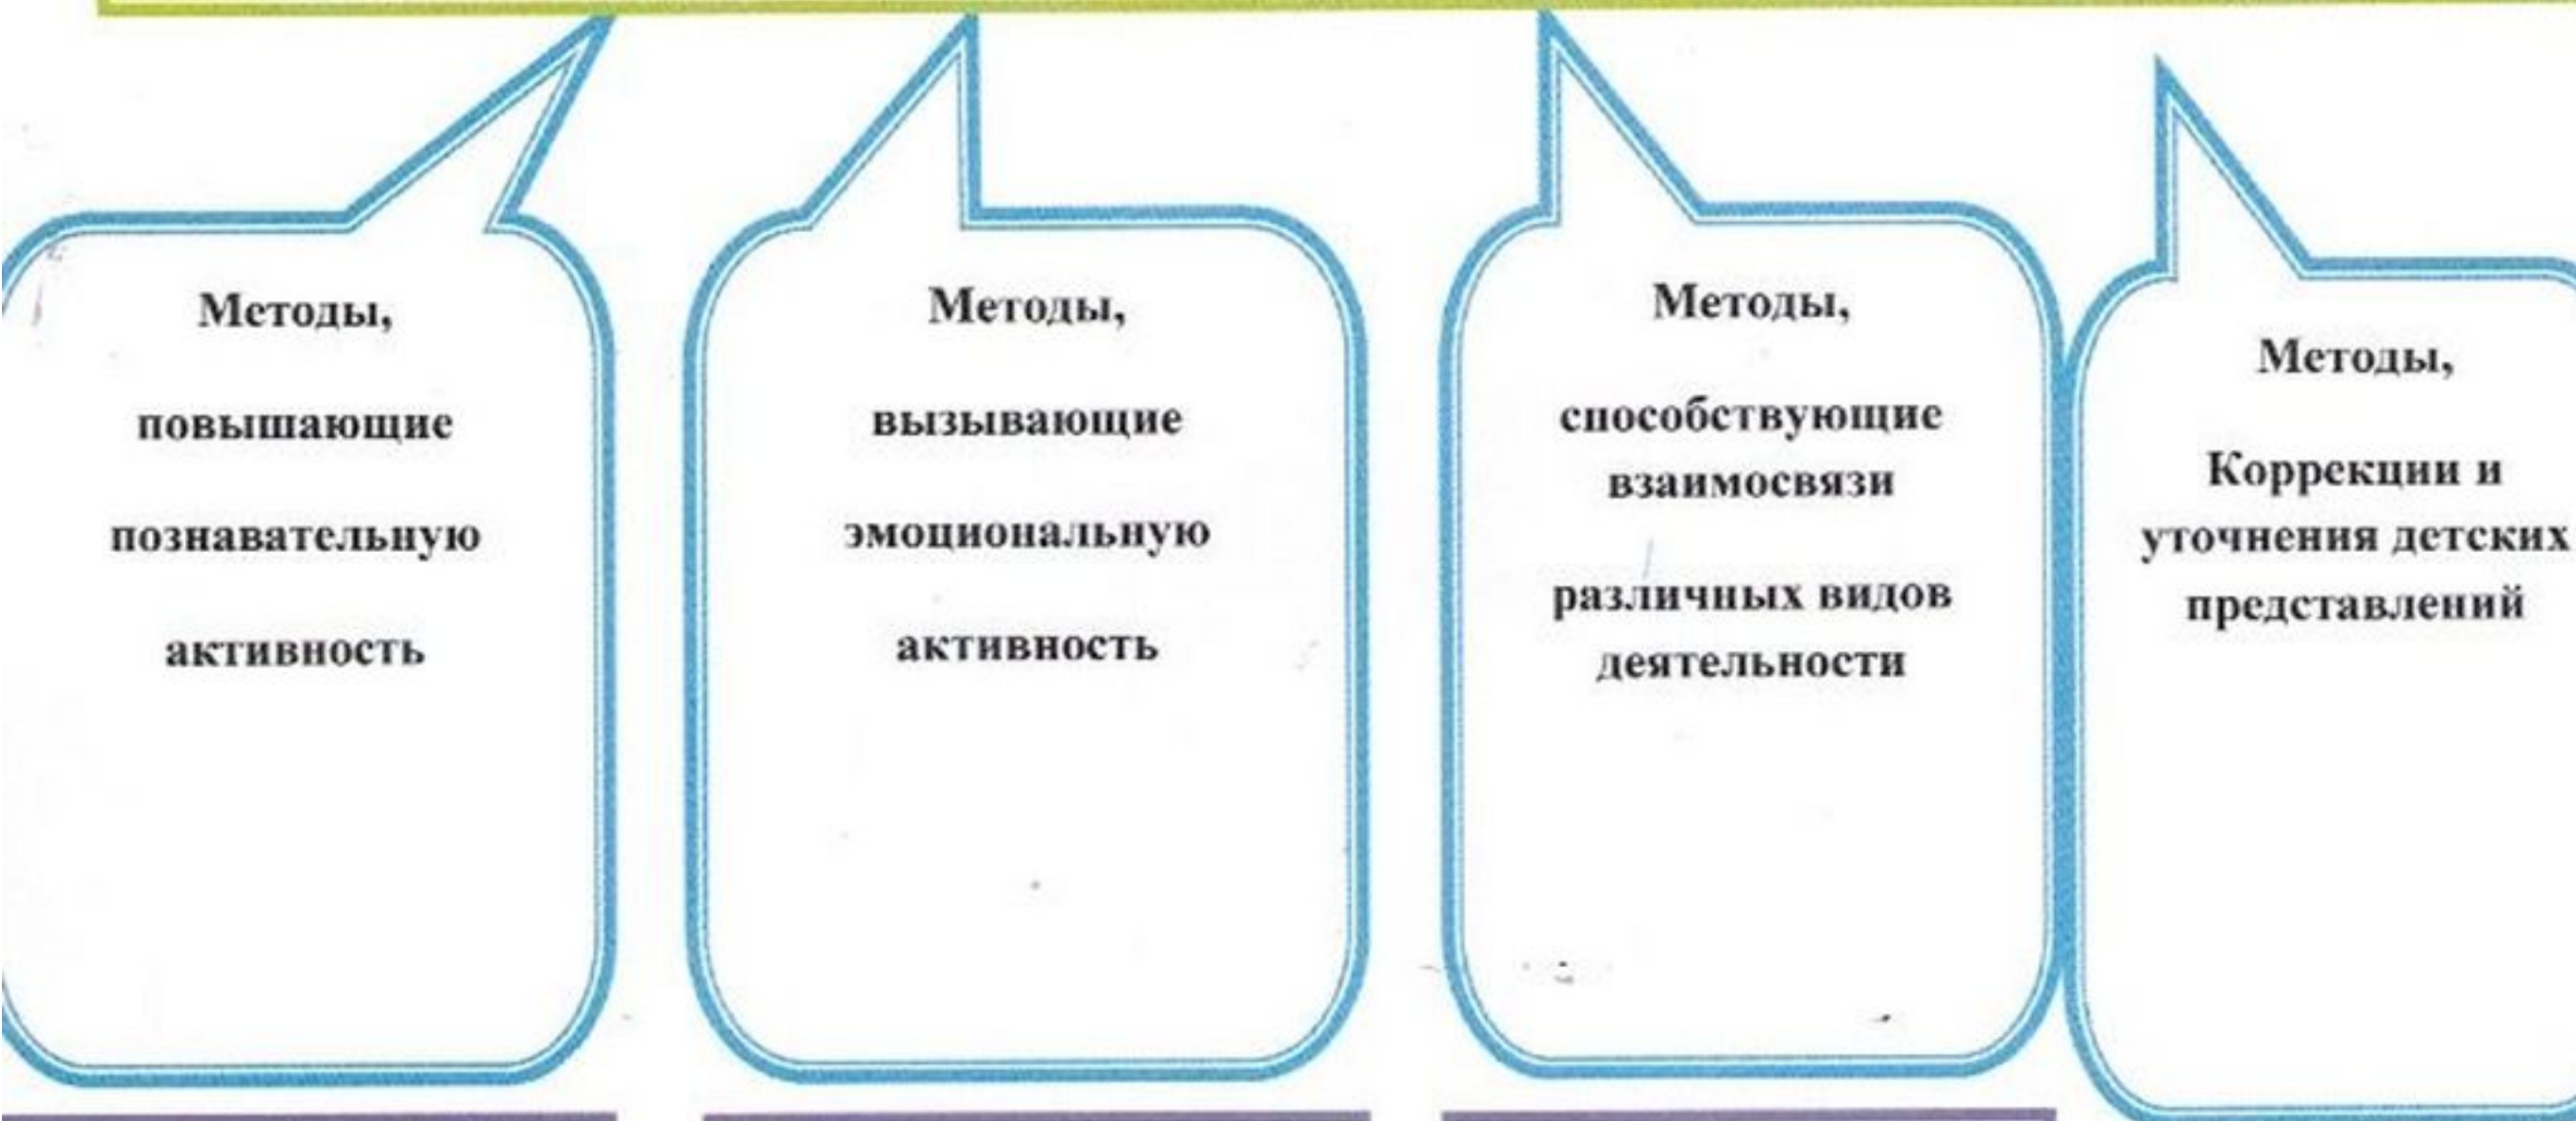 Методы,
повышающие
познавательную
активность
Методы,
вызывающие
эмоциональную
активность
Методы,
способствующие
взаимосвязи
различных видов
деятельности
Методы,
Коррекции и
уточнения детских
представлений